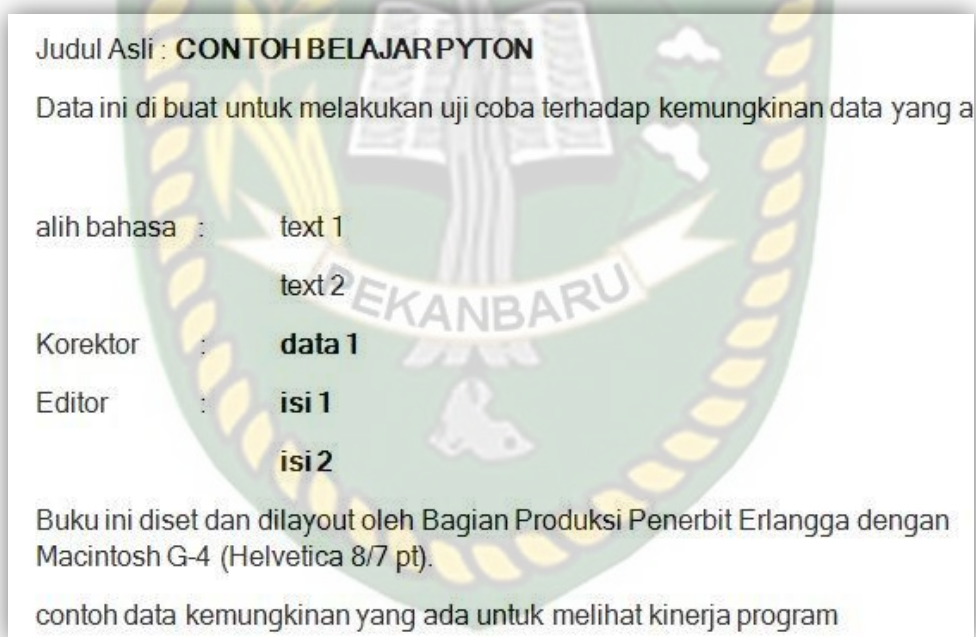 Judul Asli : CONTOH BELAJAR PYTON
Data ini di buat untuk melakukan uji coba terhadap kemungkinan data yang a
alih bahasa : text 1
text 2
PEKANBARU
Korektor : data 1
Editor : isi 1
isi 2
Buku ini diset dan dilayout oleh Bagian Produksi Penerbit Erlangga dengan
Macintosh G-4 (Helvetica 8/7 pt).
contoh data kemungkinan yang ada untuk melihat kinerja program